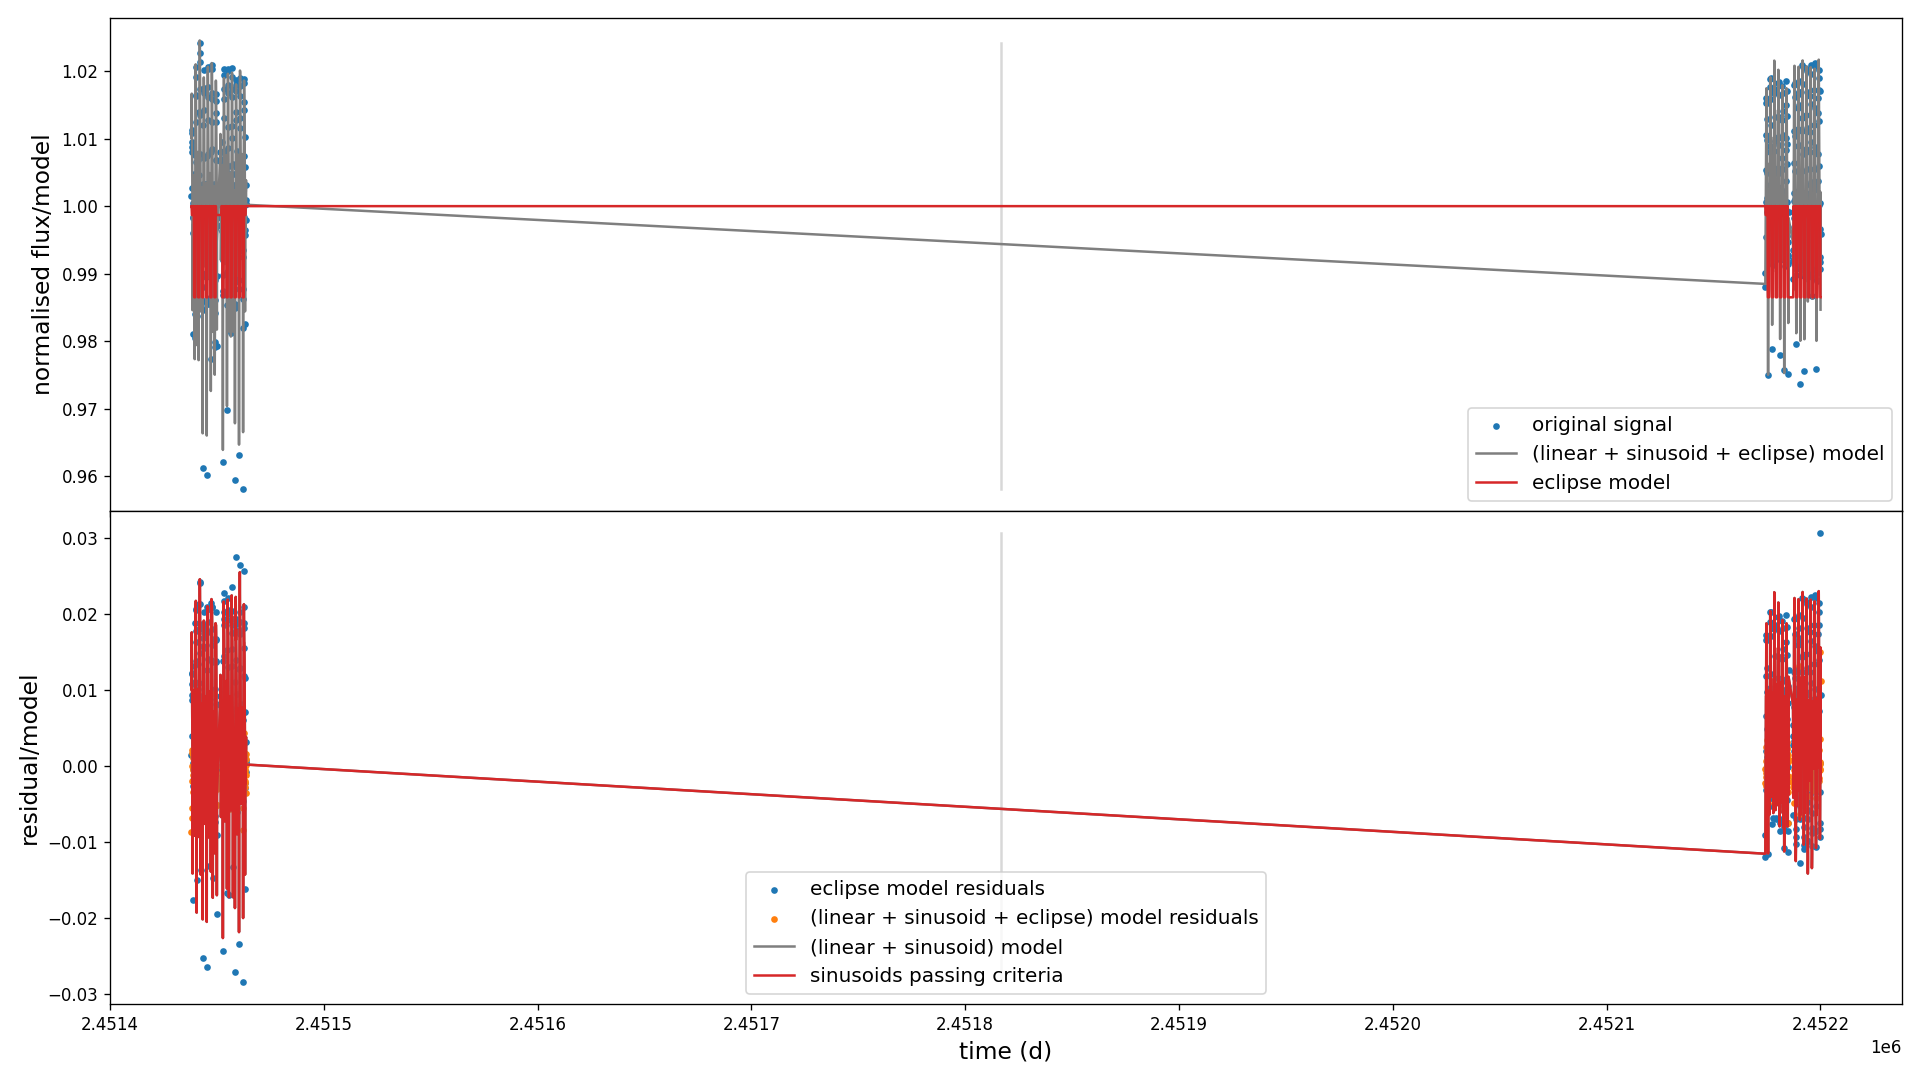 normalised flux/model
1.02
1.01
1.00
0.99
0.98
0.97
0.96
original signal
(linear + sinusoid + eclipse) model
eclipse model
residual/model
0.03
0.02
0.01
0.00
−0.01
−0.02
−0.03
eclipse model residuals
(linear + sinusoid + eclipse) model residuals
(linear + sinusoid) model
sinusoids passing criteria
2.4514 2.4515 2.4516 2.4517 2.4518 2.4519 2.4520 2.4521 2.4522
time (d)
1e6